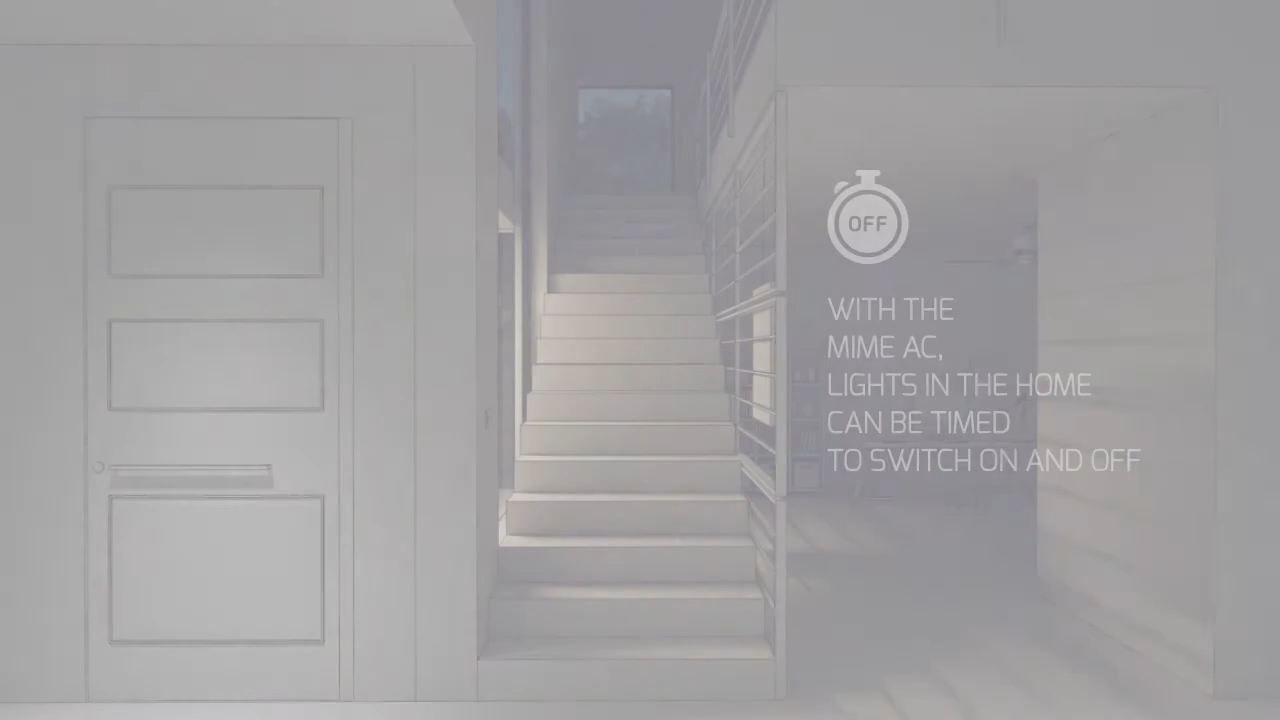 OFF
WITH THE
MIME AC,
LIGHTS IN THE HOME
CAN BE TIMED
TO SWITCH ON AND OFF